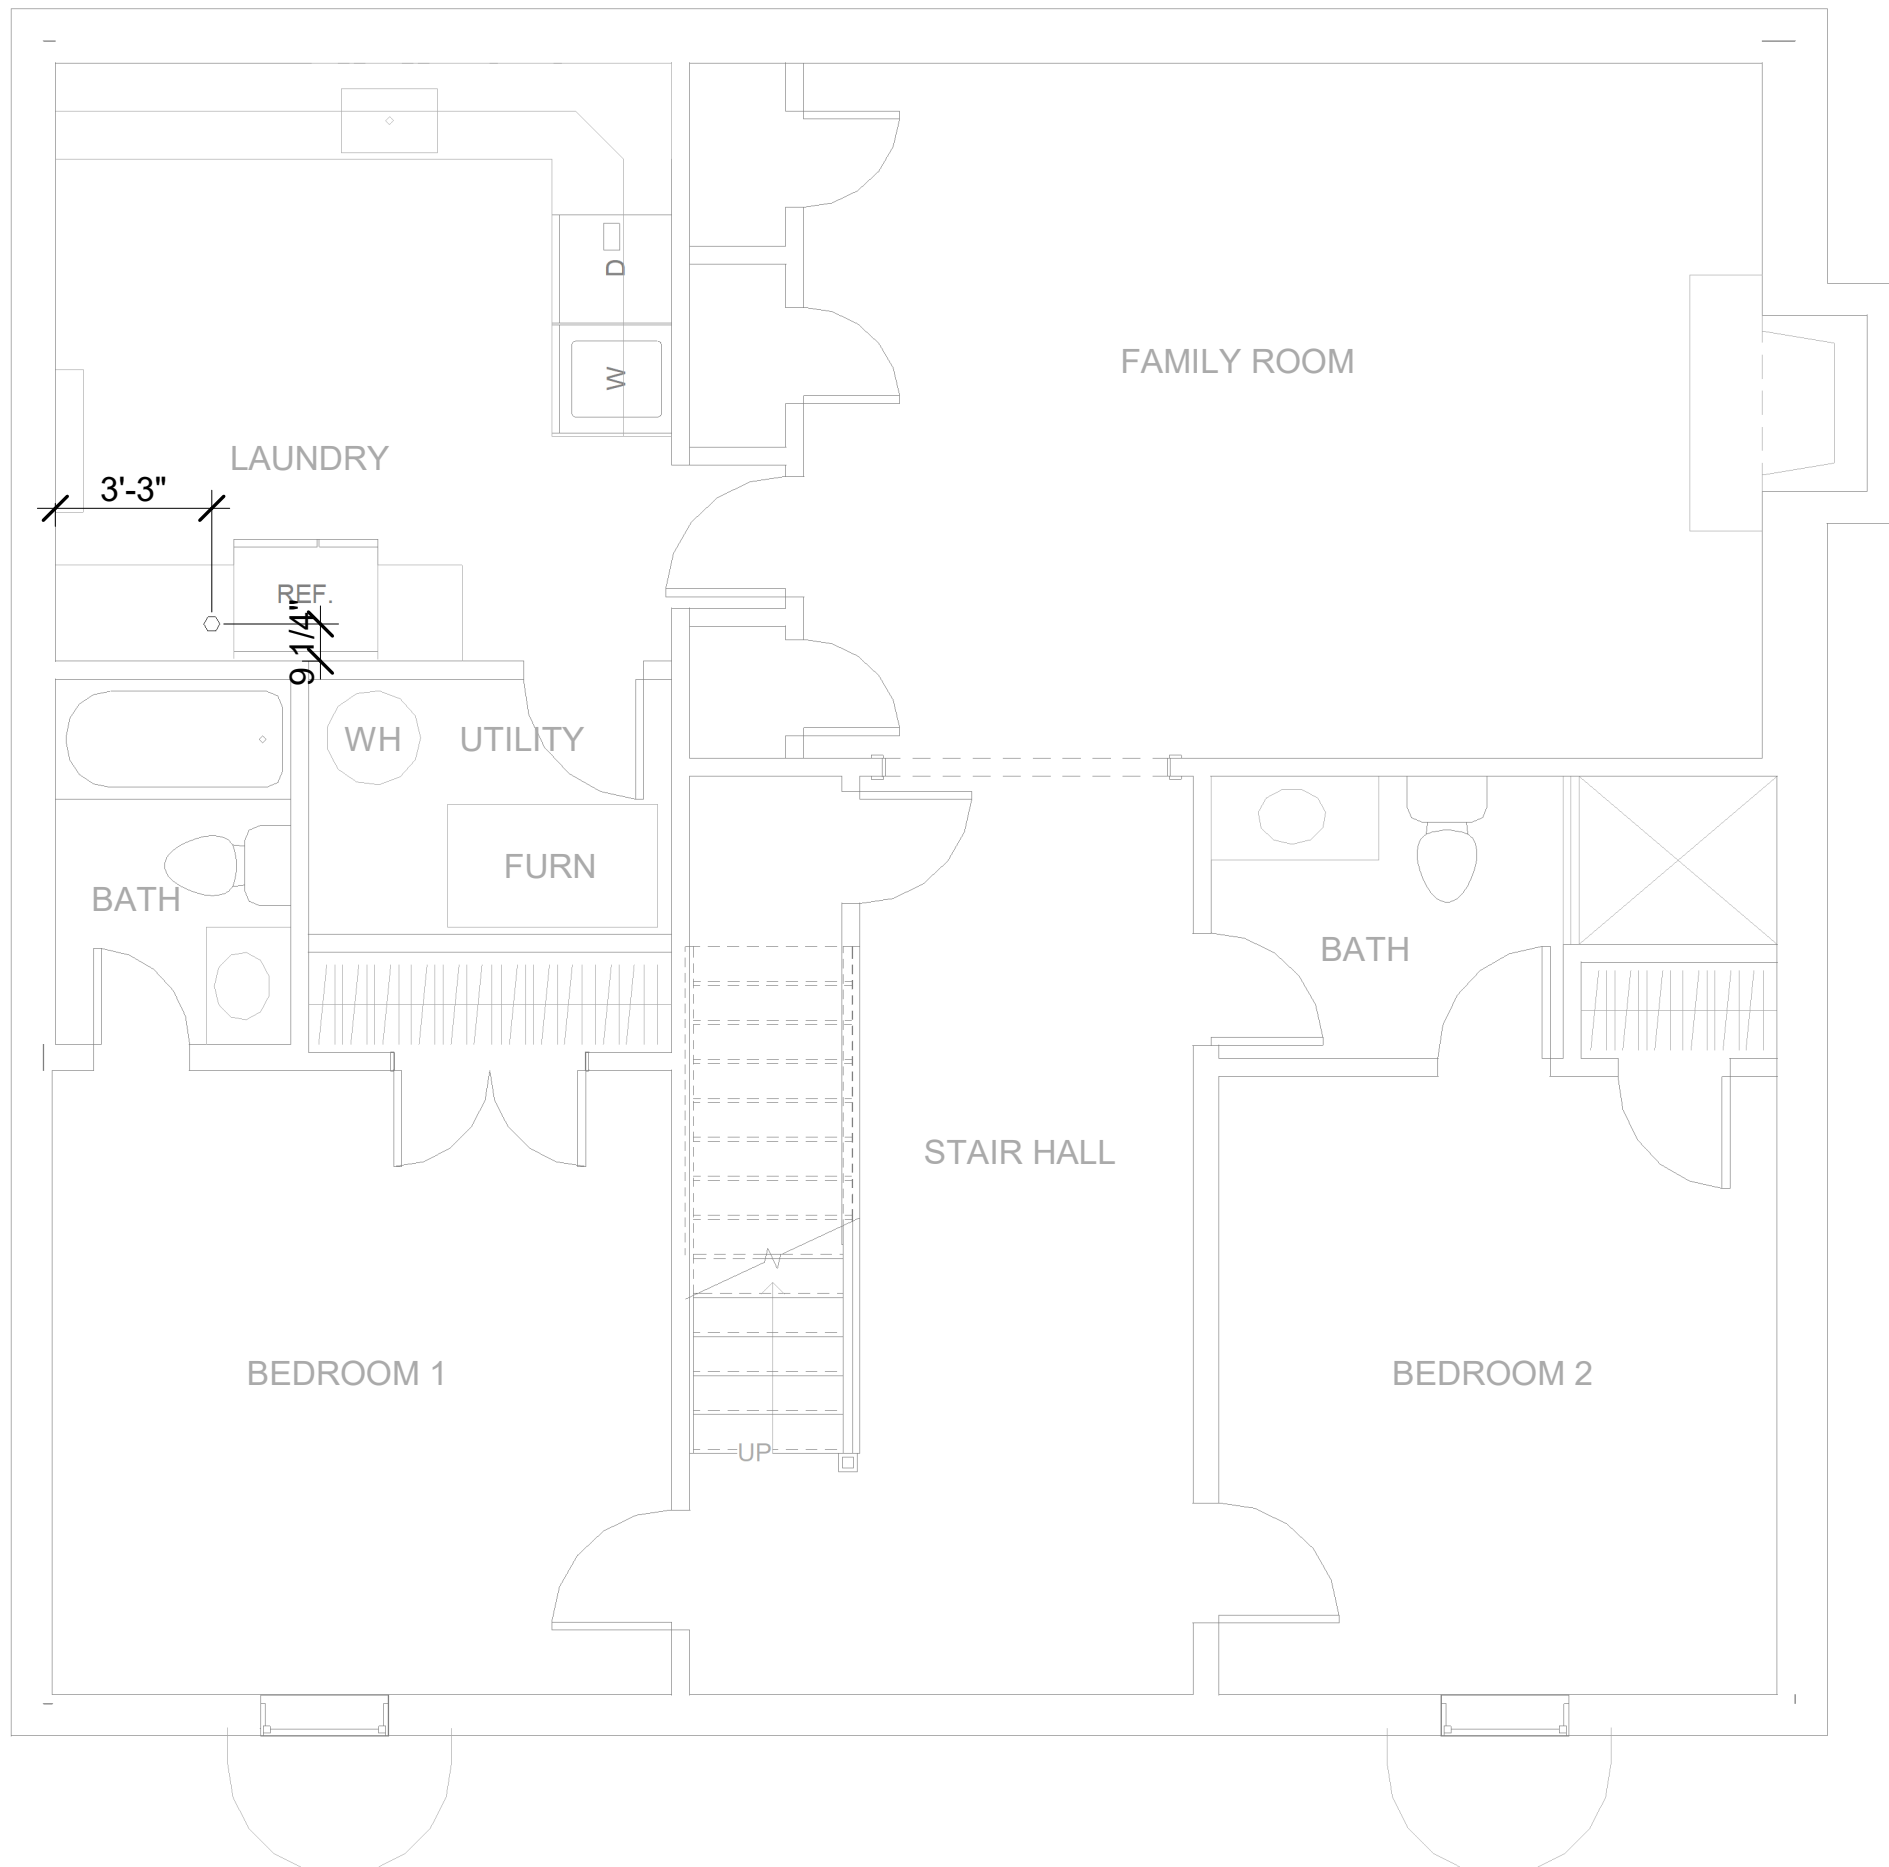 D
FAMILY ROOM
W
LAUNDRY
3'-3"
REF.
9 1/4"
WH
UTILITY
FURN
BATH
BATH
STAIR HALL
BEDROOM 1
BEDROOM 2
UP